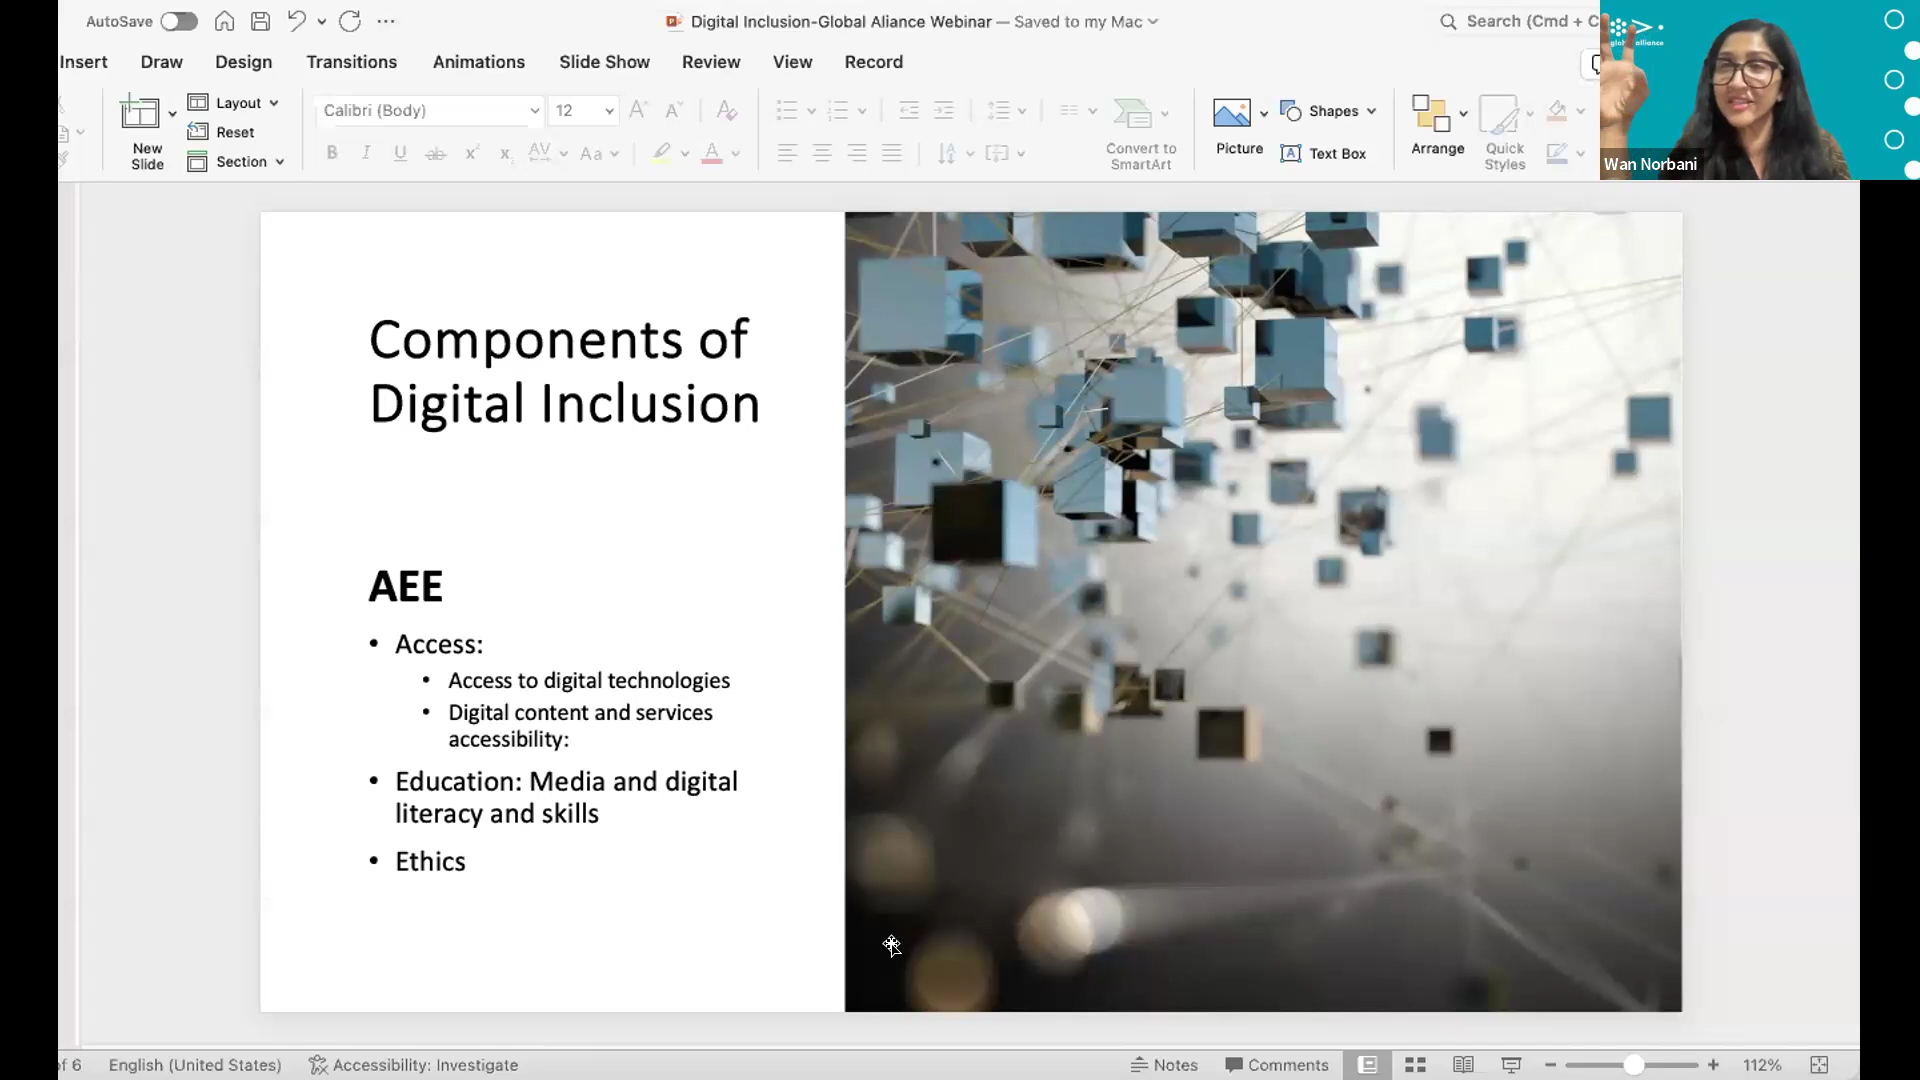 AutoSave
Digital Inclusion-Global Aliance Webinar — Saved to my Mac
Search (Cmd + C
Insert Draw Design Transitions Animations Slide Show Review View Record
New Slide
Layout
Reset
Section
Calibri (Body) 12
Convert to SmartArt
Picture
Shapes
Text Box
Arrange
Quick Styles
Wan Norbani
Components of
Digital Inclusion
AEE
• Access:
• Access to digital technologies
• Digital content and services
accessibility:
• Education: Media and digital
literacy and skills
• Ethics
of 6 English (United States) Accessibility: Investigate Notes Comments 112%